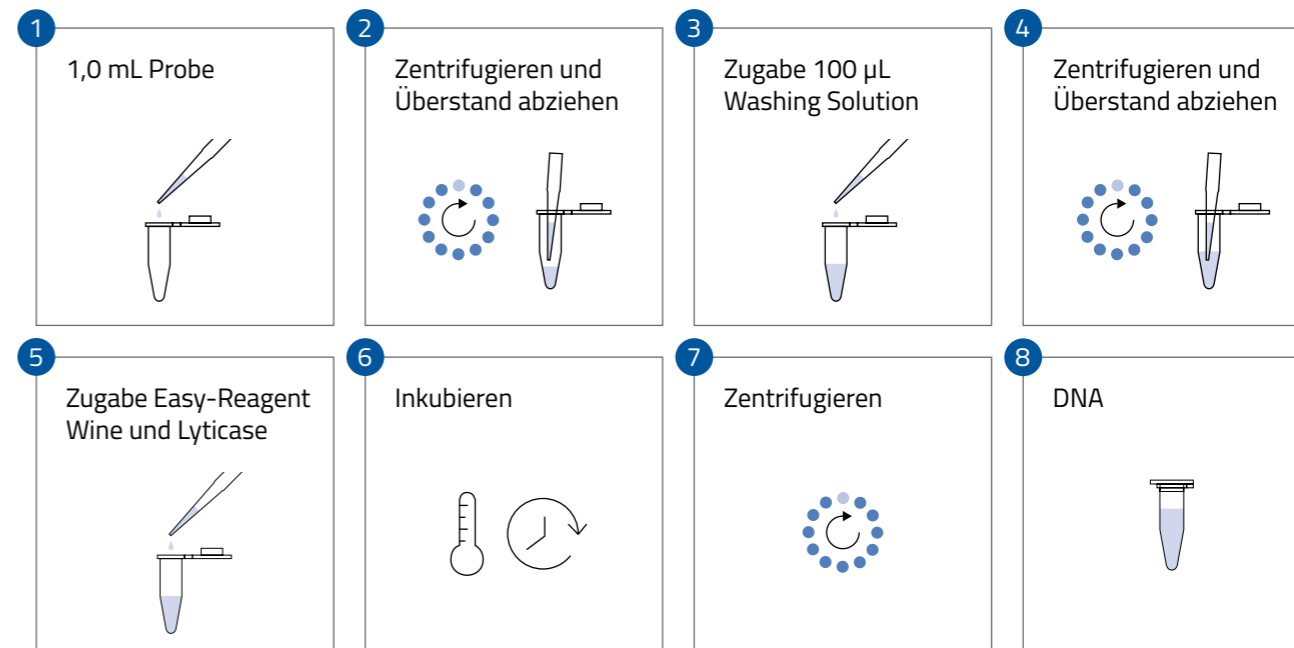 1
1,0 mL Probe
2
Zentrifugieren und
Überstand abziehen
3
Zugabe 100 µL
Washing Solution
4
Zentrifugieren und
Überstand abziehen
5
Zugabe Easy-Reagent
Wine und Lyticase
6
Inkubieren
7
Zentrifugieren
8
DNA